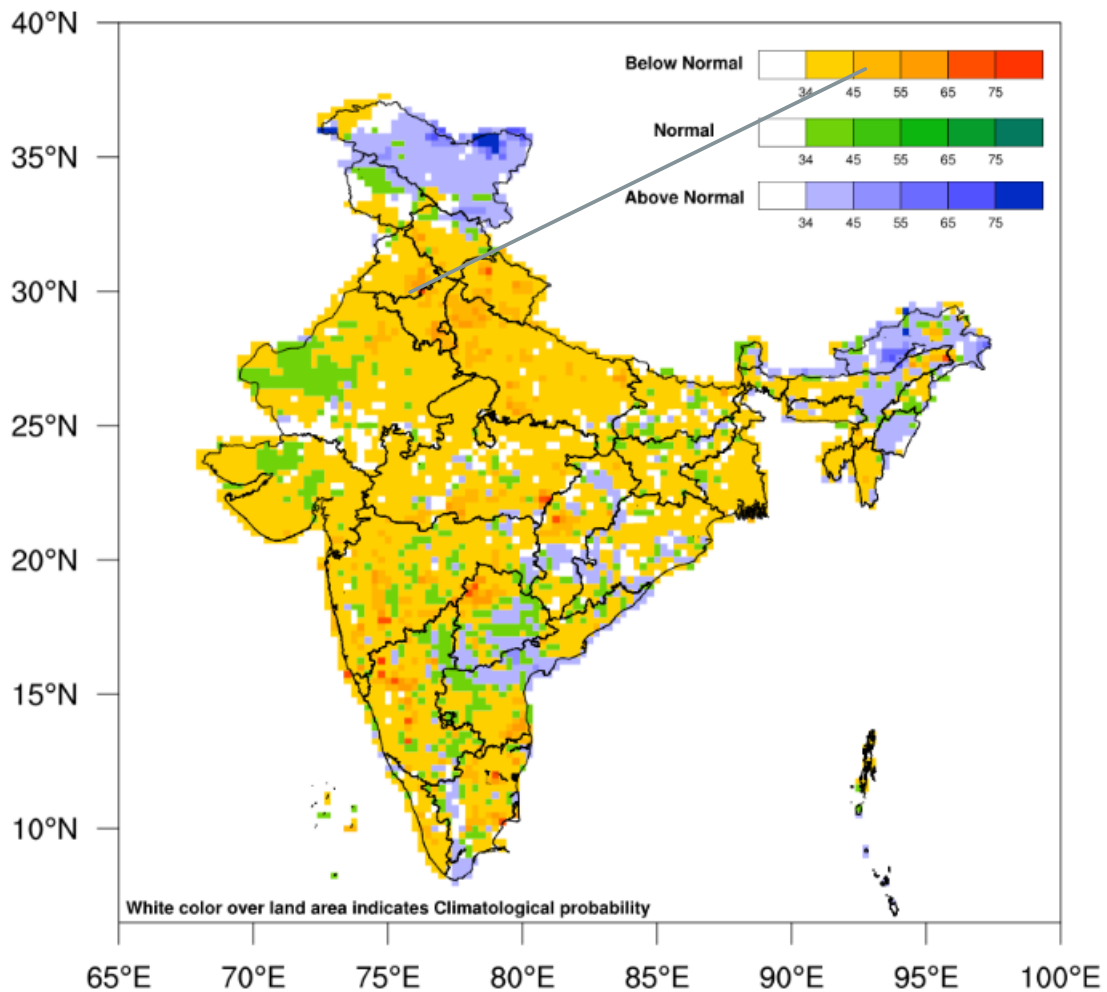 40°N
Below Normal
34 45 55 65 75
Normal
34 45 55 65 75
35°N
Above Normal
34 45 55 65 75
30°N
25°N
20°N
15°N
10°N
White color over land area indicates Climatological probability
65°E 70°E 75°E 80°E 85°E 90°E 95°E 100°E